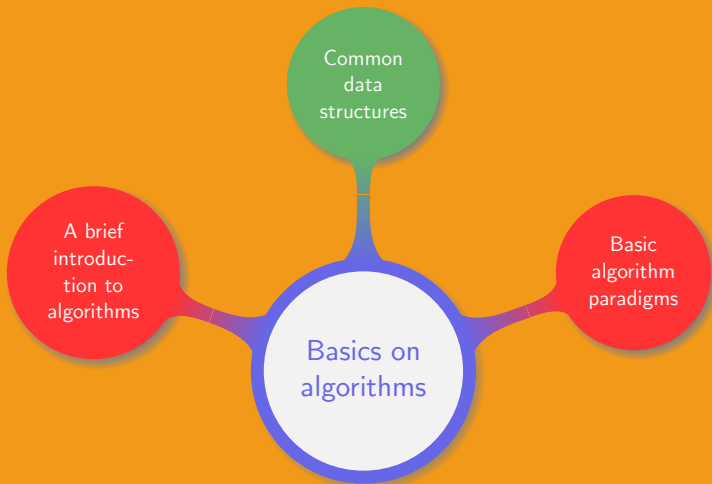 Common
data
structures
A brief
introduc-
tion to
algorithms
Basic
algorithm
paradigms
Basics on
algorithms